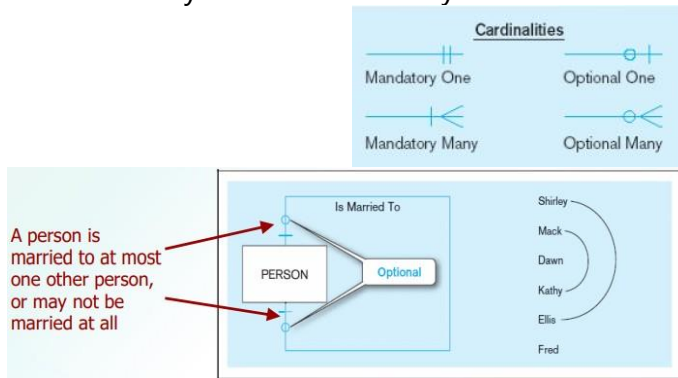 Cardinalities
Mandatory One
Optional One
Mandatory Many
Optional Many
A person is
married to at most
one other person,
or may not be
married at all
Is Married To
PERSON
Optional
Shirley
Mack
Dawn
Kathy
Ellis
Fred